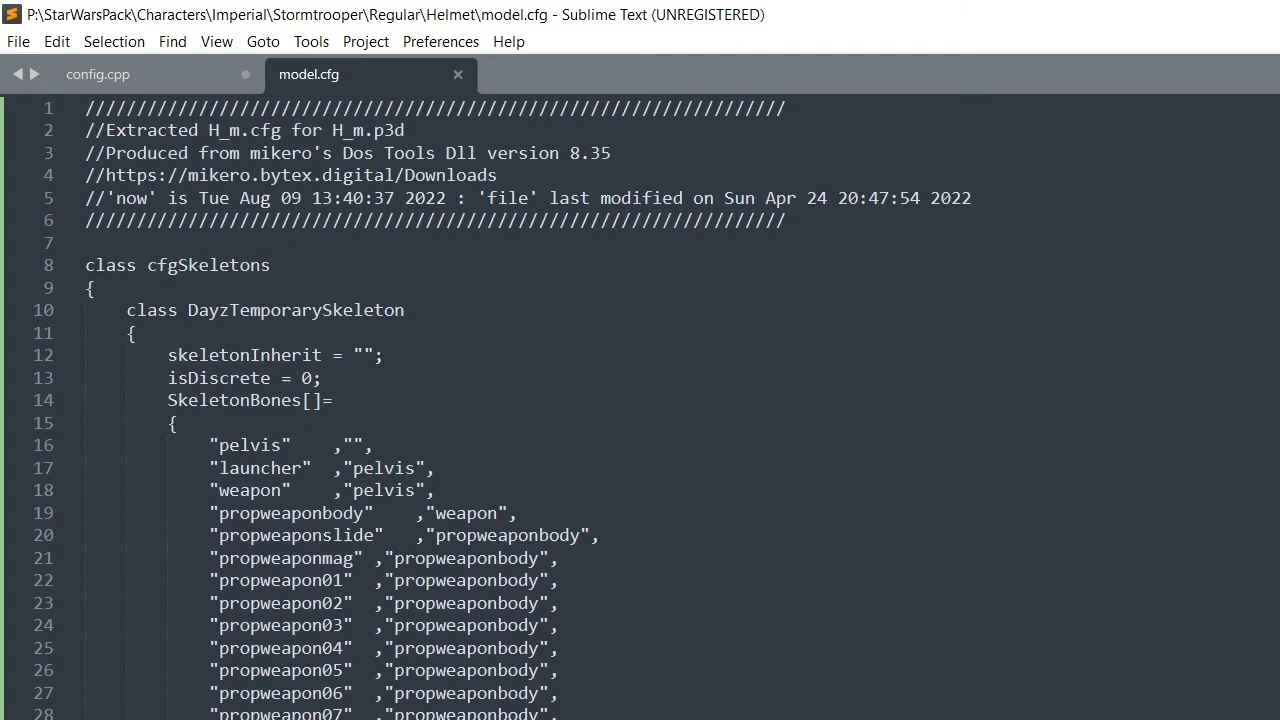 P:\StarWarsPack\Characters\Imperial\Stormtrooper\Regular\Helmet\model.cfg - Sublime Text (UNREGISTERED)
File Edit Selection Find View Goto Tools Project Preferences Help
config.cpp model.cfg
1 ////////////////////////////////////////////////////////////////////
2 //Extracted H_m.cfg for H_m.p3d
3 //Produced from mikero's Dos Tools Dll version 8.35
4 //https://mikero.bytex.digital/Downloads
5 //'now' is Tue Aug 09 13:40:37 2022 : 'file' last modified on Sun Apr 24 20:47:54 2022
6 ////////////////////////////////////////////////////////////////////
7
8 class cfgSkeletons
9 {
10 class DayzTemporarySkeleton
11 {
12 skeletonInherit = "";
13 isDiscrete = 0;
14 SkeletonBones[]=
15 {
16 "pelvis" ,"",
17 "launcher" ,"pelvis",
18 "weapon" ,"pelvis",
19 "propweaponbody" ,"weapon",
20 "propweaponslide" ,"propweaponbody",
21 "propweaponmag" ,"propweaponbody",
22 "propweapon01" ,"propweaponbody",
23 "propweapon02" ,"propweaponbody",
24 "propweapon03" ,"propweaponbody",
25 "propweapon04" ,"propweaponbody",
26 "propweapon05" ,"propweaponbody",
27 "propweapon06" ,"propweaponbody",
28 "propweapon07" ,"propweaponbody",